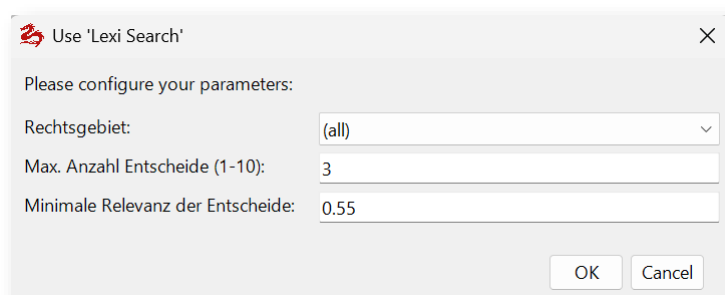 Use 'Lexi Search'
Please configure your parameters:
Rechtsgebiet: (all)
Max. Anzahl Entscheide (1-10): 3
Minimale Relevanz der Entscheide: 0.55
OK Cancel